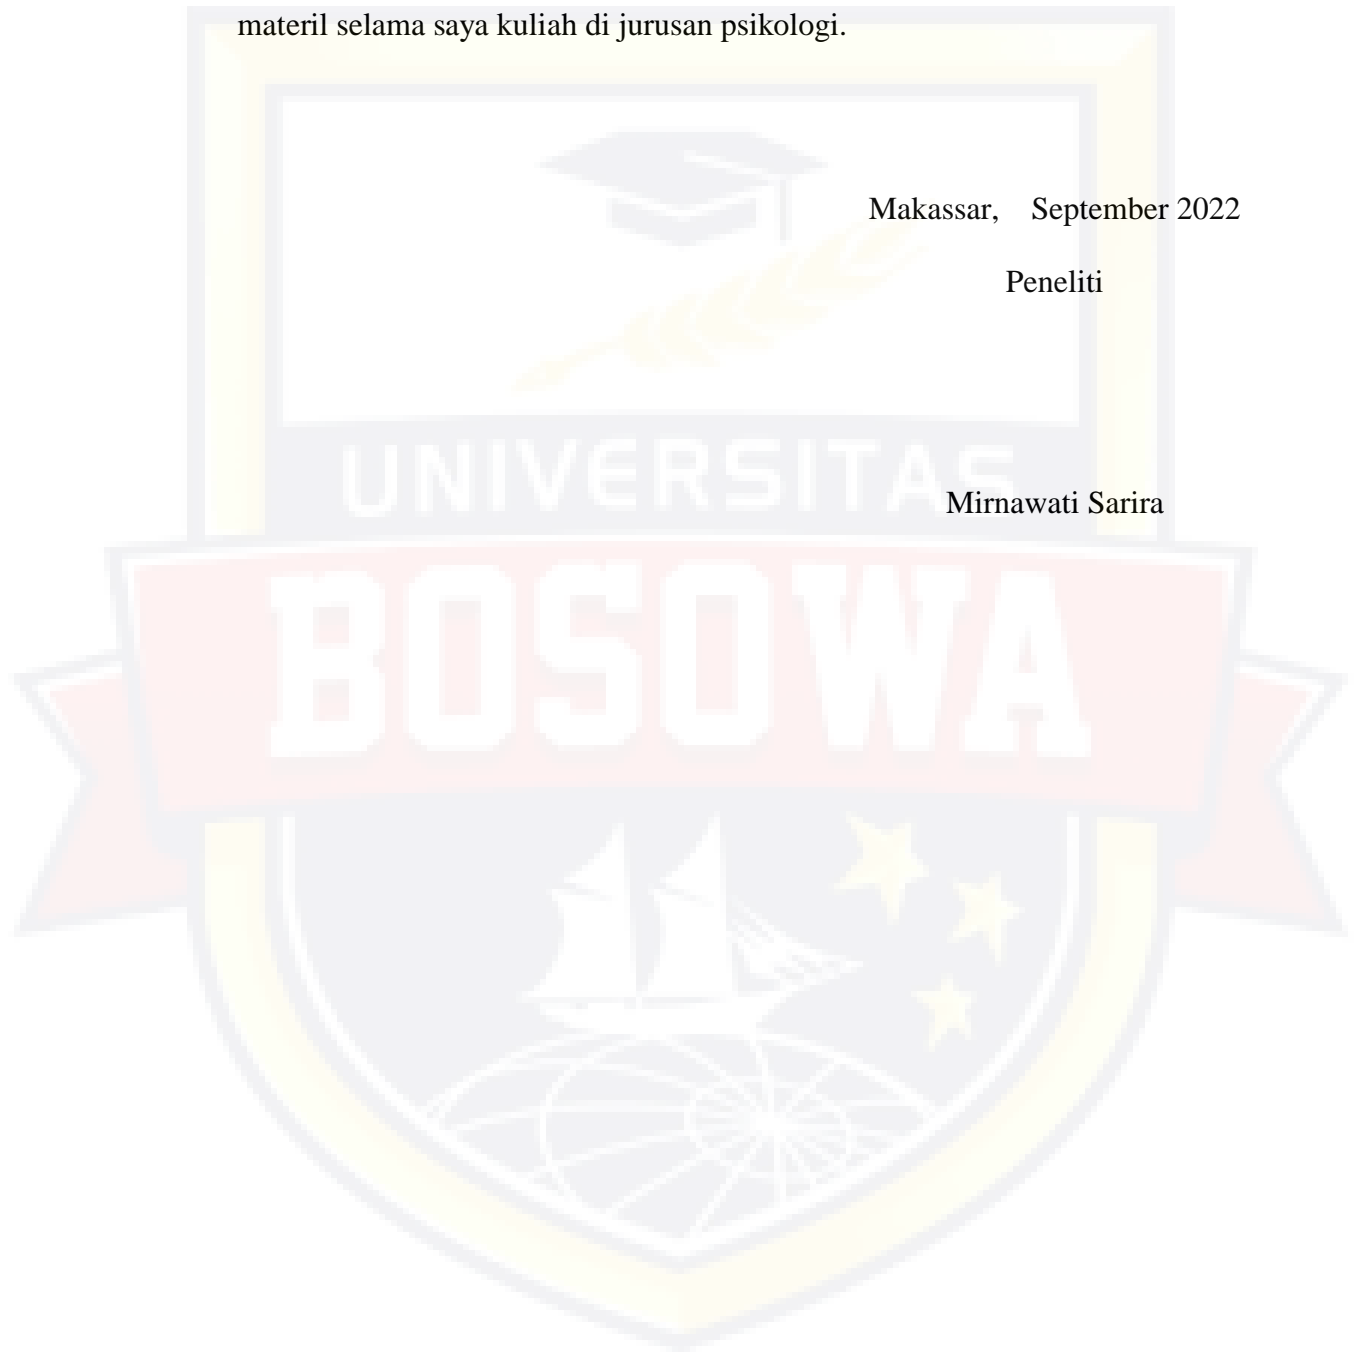 materil selama saya kuliah di jurusan psikologi.
Makassar, September 2022
Peneliti
UNIVERSITAS
Mirnawati Sarira
BOSOWA